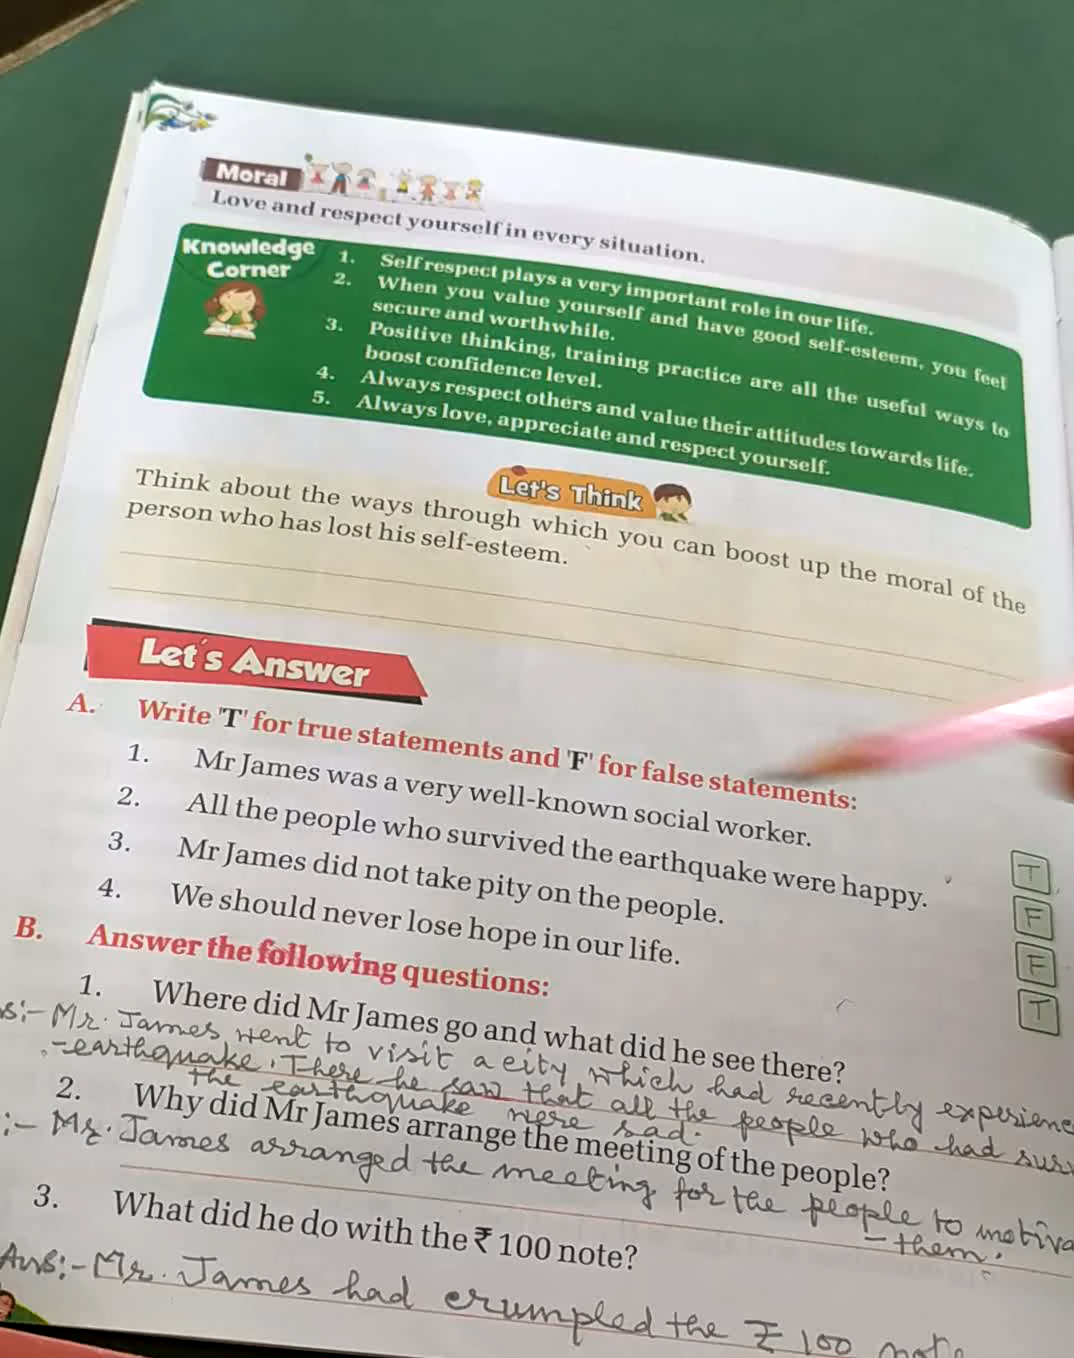 Moral
Love and respect yourself in every situation.
Knowledge
Corner
1. Self respect plays a very important role in our life.
2. When you value yourself and have good self-esteem, you feel
secure and worthwhile.
3. Positive thinking, training practice are all the useful ways to
boost confidence level.
4. Always respect others and value their attitudes towards life.
5. Always love, appreciate and respect yourself.
Let's Think
Think about the ways through which you can boost up the moral of the
person who has lost his self-esteem.
Let's Answer
A. Write 'T' for true statements and 'F' for false statements:
1. Mr James was a very well-known social worker. T
2. All the people who survived the earthquake were happy. F
3. Mr James did not take pity on the people. F
4. We should never lose hope in our life. T
B. Answer the following questions:
1. Where did Mr James go and what did he see there?
s:- Mr. James went to visit a city which had recently experienc
-earthquake. There he saw that all the people who had surv
the earthquake were sad.
2. Why did Mr James arrange the meeting of the people?
:- Mr. James arranged the meeting for the people to motiva
- them.
3. What did he do with the ₹ 100 note?
Ans:- Mr. James had crumpled the ₹ 100 note